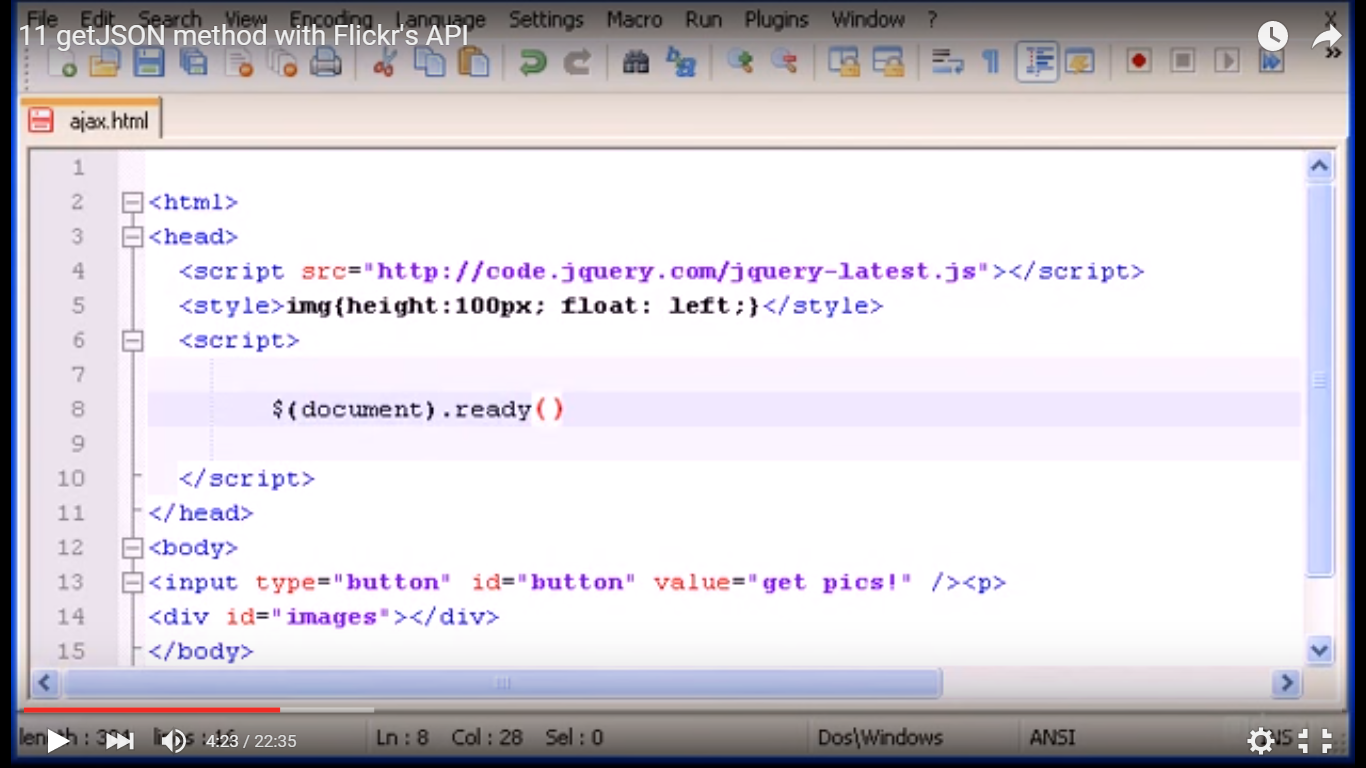 File Edit Search View Encoding Language Settings Macro Run Plugins Window ? X
11 getJSON method with Flickr's API
ajax.html
1
2 <html>
3 <head>
4 <script src="http://code.jquery.com/jquery-latest.js"></script>
5 <style>img{height:100px; float: left;}</style>
6 <script>
7
8 $(document).ready()
9
10 </script>
11 </head>
12 <body>
13 <input type="button" id="button" value="get pics!" /><p>
14 <div id="images"></div>
15 </body>
4:23 / 22:35 Ln : 8 Col : 28 Sel : 0 Dos\Windows ANSI